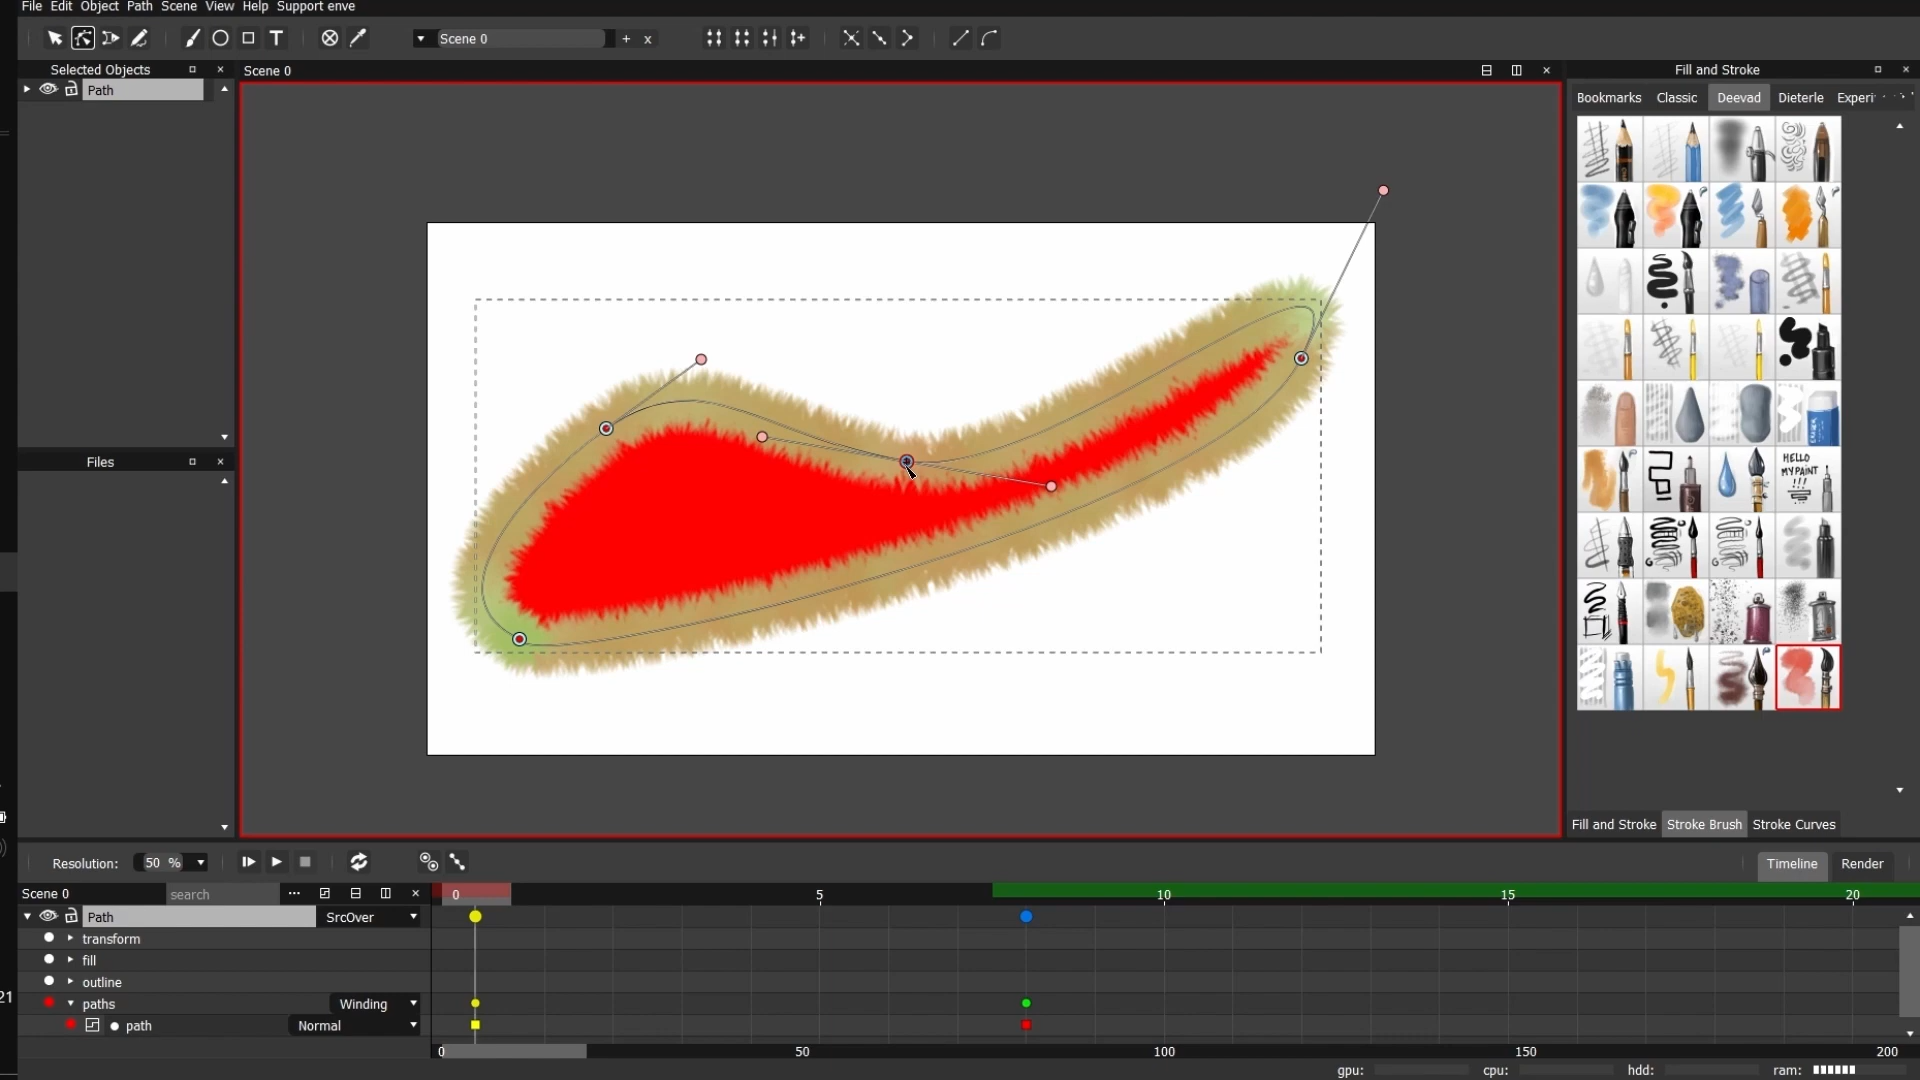 File Edit Object Path Scene View Help Support enve
Scene 0 + x
Selected Objects
Path
Files
Scene 0
Fill and Stroke
Bookmarks Classic Deevad Dieterle Experi
HELLO
MYPAINT
!!!
Fill and Stroke Stroke Brush Stroke Curves
Resolution: 50 %
Timeline Render
Scene 0 search ...
0 5 10 15 20
Path SrcOver
transform
fill
outline
paths Winding
path Normal
0 50 100 150 200
gpu: cpu: hdd: ram:
21